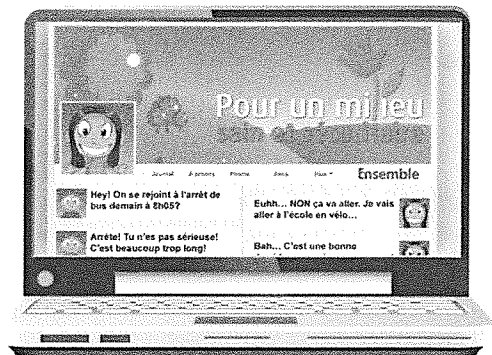 Pour un milieu
Journal À propos Photos Amis Plus
Ensemble
Hey! On se rejoint à l'arrêt de
bus demain à 8h05?
Euhh... NON ça va aller. Je vais
aller à l'école en vélo...
Arrête! Tu n'es pas sérieuse!
C'est beaucoup trop long!
Bah... C'est une bonne